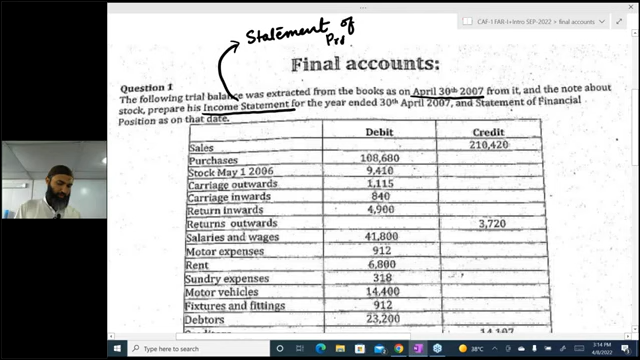 CAF-1 FAR-I+Intro SEP-2022 > final accounts
Statement of
Pro
Final accounts:
Question 1
The following trial balance was extracted from the books as on April 30th 2007 from it, and the note about
stock, prepare his Income Statement for the year ended 30th April 2007, and Statement of Financial
Position as on that date.
Debit Credit
Sales 210,420
Purchases 108,680
Stock May 1 2006 9,410
Carriage outwards 1,115
Carriage inwards 840
Return inwards 4,900
Returns outwards 3,720
Salaries and wages 41,800
Motor expenses 912
Rent 6,800
Sundry expenses 318
Motor vehicles 14,400
Fixtures and fittings 912
Debtors 23,200
14,107
38°C
ENG
3:14 PM
4/8/2022